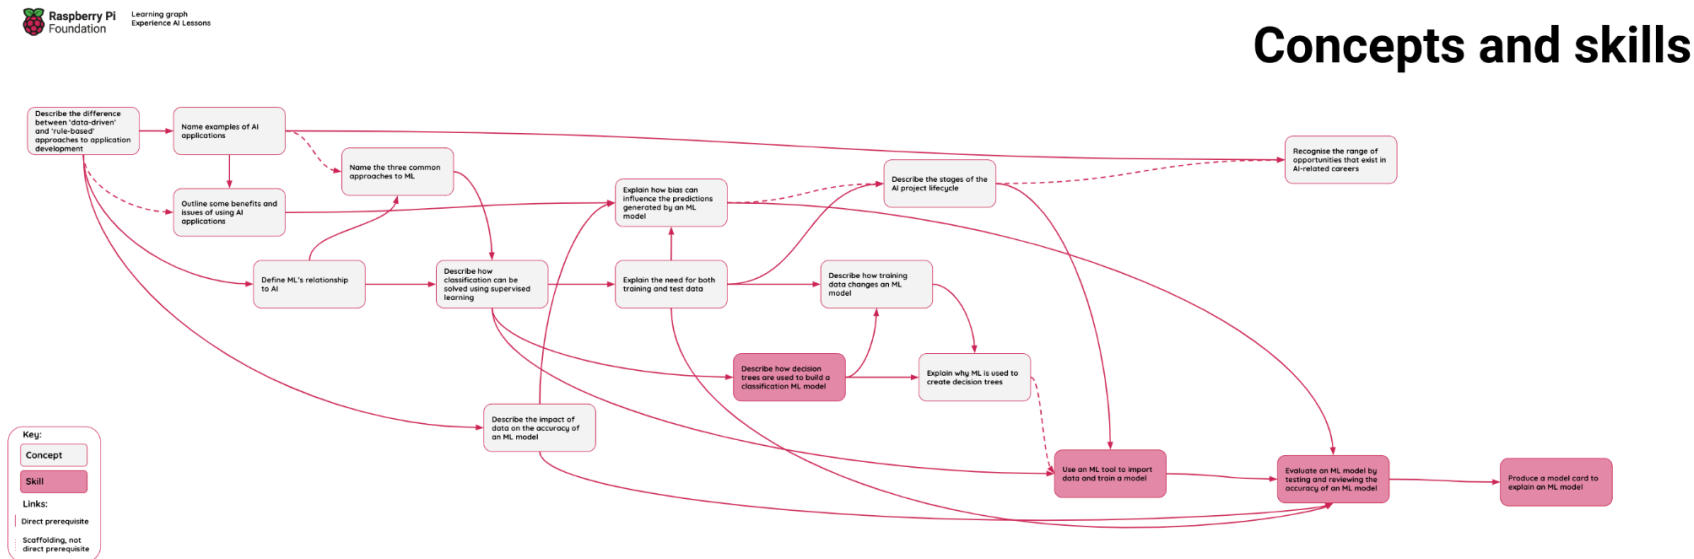 Raspberry Pi
Foundation
Learning graph
Experience AI Lessons
Concepts and skills
Describe the difference
between 'data-driven'
and 'rule-based'
approaches to application
development
Name examples of AI
applications
Name the three common
approaches to ML
Outline some benefits and
issues of using AI
applications
Define ML's relationship
to AI
Describe how
classification can be
solved using supervised
learning
Explain how bias can
influence the predictions
generated by an ML
model
Explain the need for both
training and test data
Describe the stages of the
AI project lifecycle
Recognise the range of
opportunities that exist in
AI-related careers
Describe how training
data changes an ML
model
Describe how decision
trees are used to build a
classification ML model
Explain why ML is used to
create decision trees
Describe the impact of
data on the accuracy of
an ML model
Use an ML tool to import
data and train a model
Evaluate an ML model by
testing and reviewing the
accuracy of an ML model
Produce a model card to
explain an ML model
Key:
Concept
Skill
Links:
Direct prerequisite
Scaffolding, not
direct prerequisite